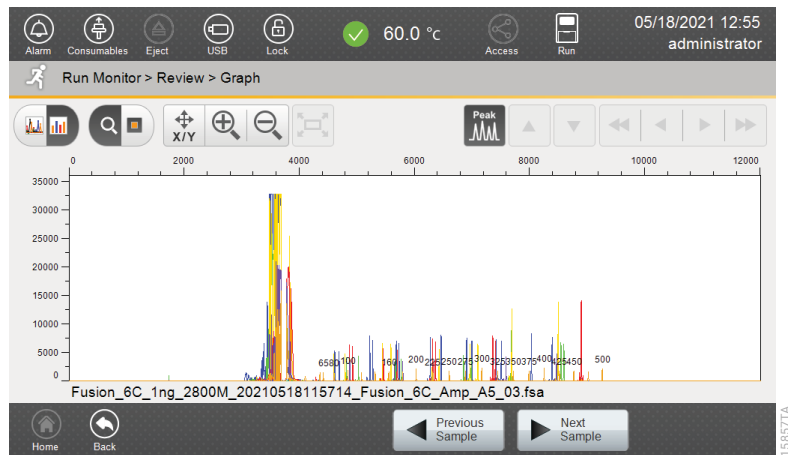 Alarm Consumables Eject USB Lock 60.0 °c Access Run 05/18/2021 12:55
administrator
Run Monitor > Review > Graph
X/Y Peak
0 2000 4000 6000 8000 10000 12000
35000
30000
25000
20000
15000
10000
5000
0
100 160 200 225 250 275 300 325 350 375 400 425 450 500
Fusion_6C_1ng_2800M_20210518115714_Fusion_6C_Amp_A5_03.fsa
Home Back Previous Sample Next Sample
15857TA